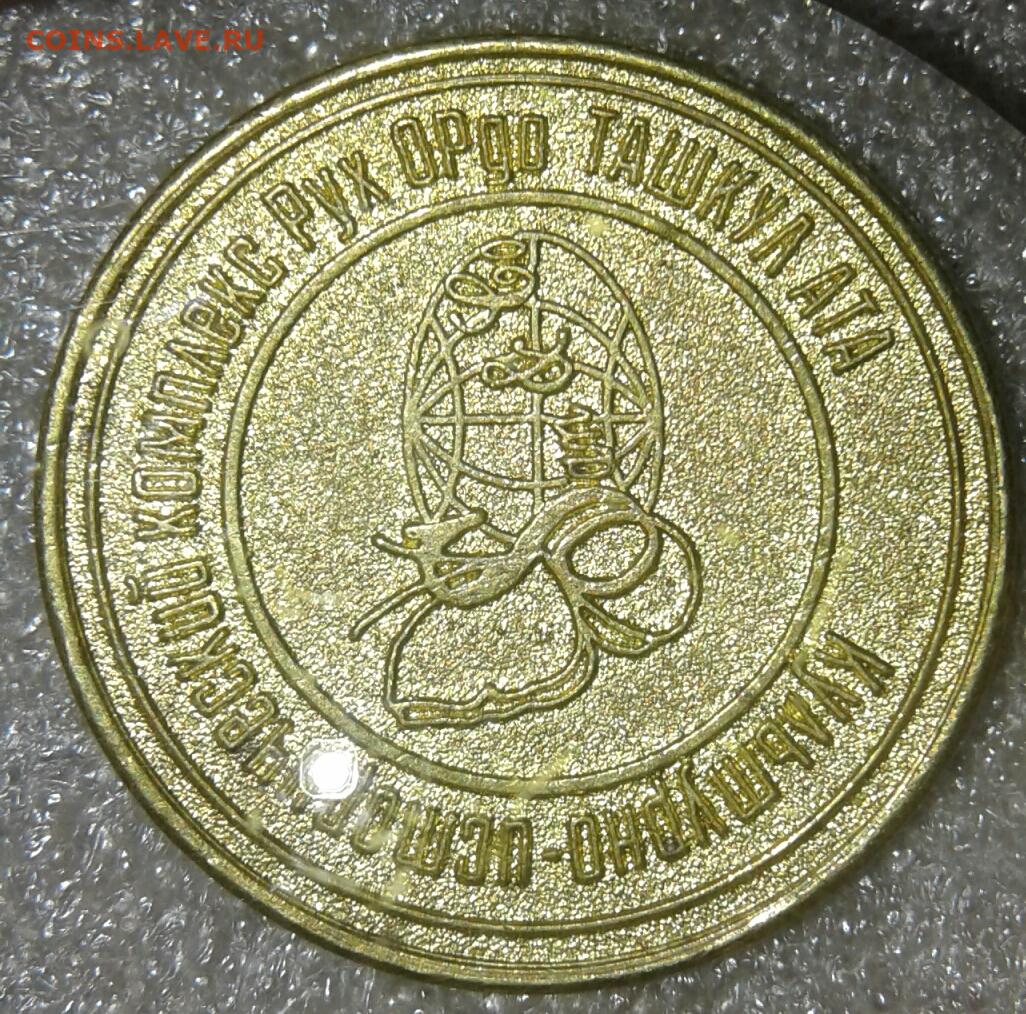 COINS.LAVE.RU
КУЛЬТУРНО-ИСТОРИЧЕСКИЙ КОМПЛЕКС РУХ ОРДО ТАШКУЛ АТА